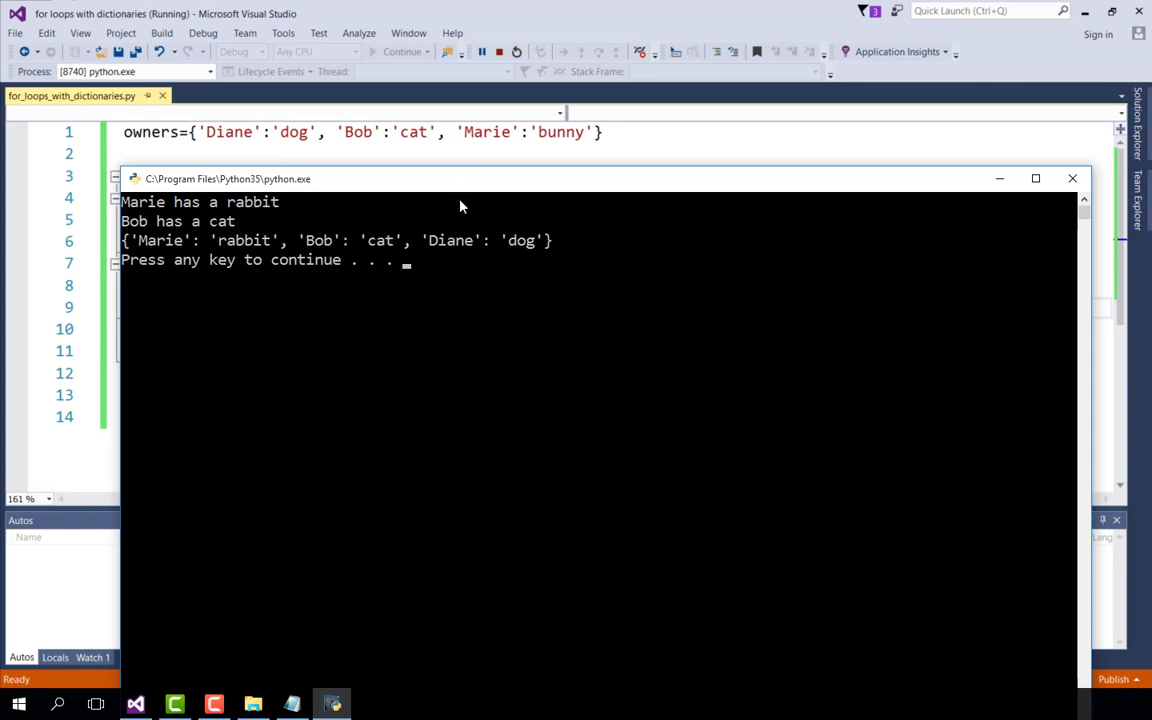 for loops with dictionaries (Running) - Microsoft Visual Studio
3
Quick Launch (Ctrl+Q)
File Edit View Project Build Debug Team Tools Test Analyze Window Help
Sign in
Debug Any CPU Continue Application Insights
Process: [8740] python.exe Lifecycle Events Thread: Stack Frame:
for_loops_with_dictionaries.py
Solution Explorer
Team Explorer
1 owners={'Diane':'dog', 'Bob':'cat', 'Marie':'bunny'}
2
3
4
5
6
7
8
9
10
11
12
13
14
C:\Program Files\Python35\python.exe
Marie has a rabbit
Bob has a cat
{'Marie': 'rabbit', 'Bob': 'cat', 'Diane': 'dog'}
Press any key to continue . . .
161 %
Autos
Name
Lang
Autos Locals Watch 1
Ready
Publish